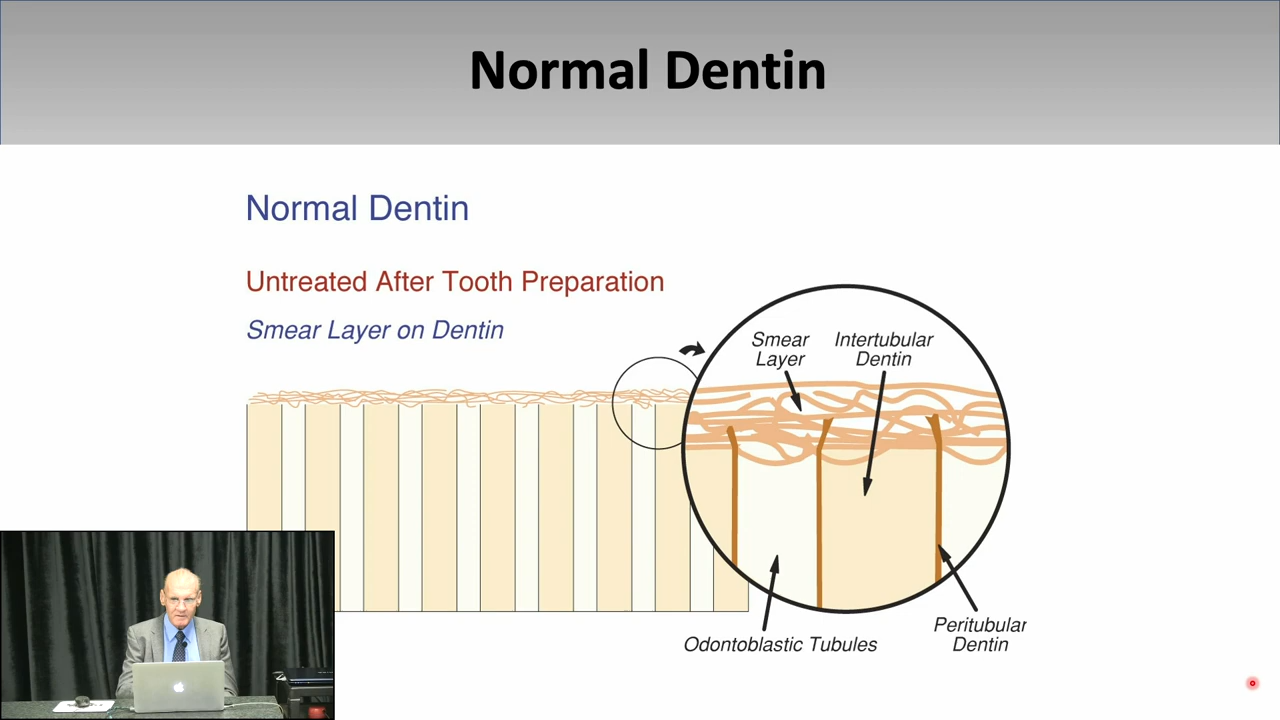 Normal Dentin
Normal Dentin
Untreated After Tooth Preparation
Smear Layer on Dentin
Smear
Layer
Intertubular
Dentin
Odontoblastic Tubules
Peritubular
Dentin